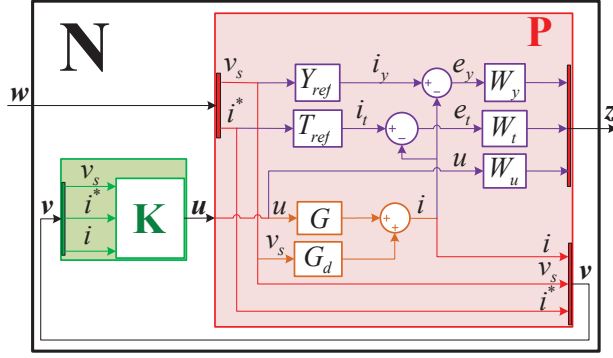 N
P
w
v_s
Y_ref
i_y
+
−
e_y
W_y
i*
T_ref
i_t
+
−
e_t
W_t
z
u
W_u
v
v_s
i*
i
K
u
u
G
+
+
i
v_s
G_d
i
v_s
i*
v